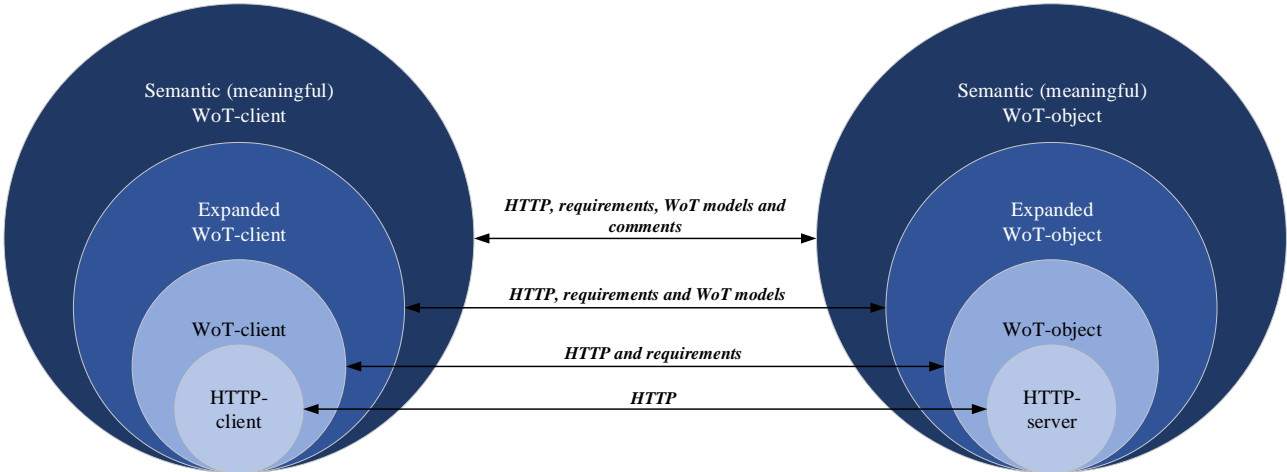 Semantic (meaningful)
WoT-client
Semantic (meaningful)
WoT-object
Expanded
WoT-client
HTTP, requirements, WoT models and
comments
Expanded
WoT-object
HTTP, requirements and WoT models
WoT-client
WoT-object
HTTP and requirements
HTTP-
client
HTTP
HTTP-
server